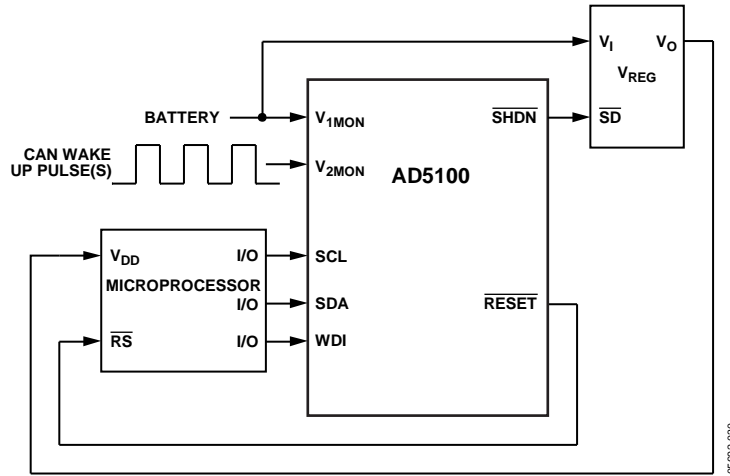 V1MON
V2MON
AD5100
SHDN
SCL
SDA
WDI
RESET
BATTERY
CAN WAKE
UP PULSE(S)
VI
VO
VREG
SD
VDD
MICROPROCESSOR
RS
I/O
I/O
I/O